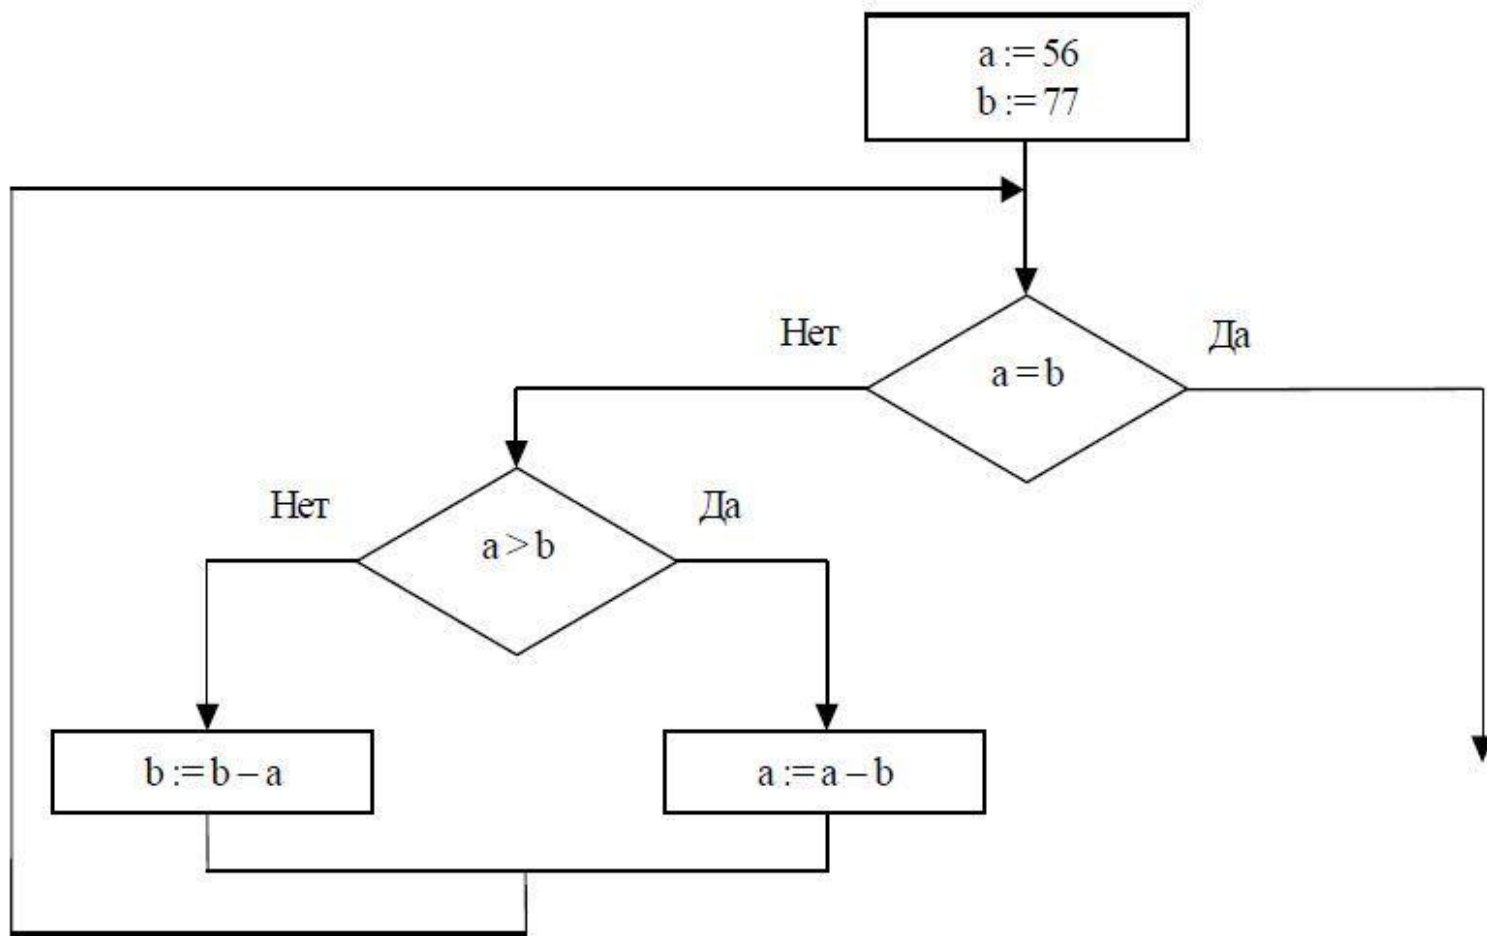 a := 56
b := 77
Нет
Да
a = b
Нет
Да
a > b
b := b – a
a := a – b